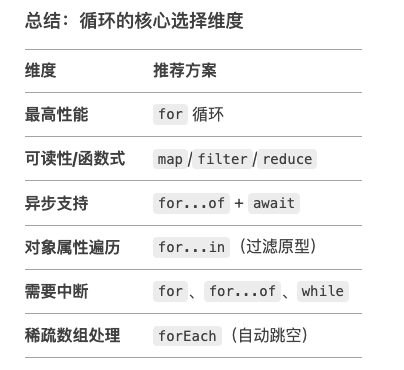 总结：循环的核心选择维度
维度 推荐方案
最高性能 for 循环
可读性/函数式 map / filter / reduce
异步支持 for...of + await
对象属性遍历 for...in （过滤原型）
需要中断 for 、 for...of 、 while
稀疏数组处理 forEach （自动跳空）